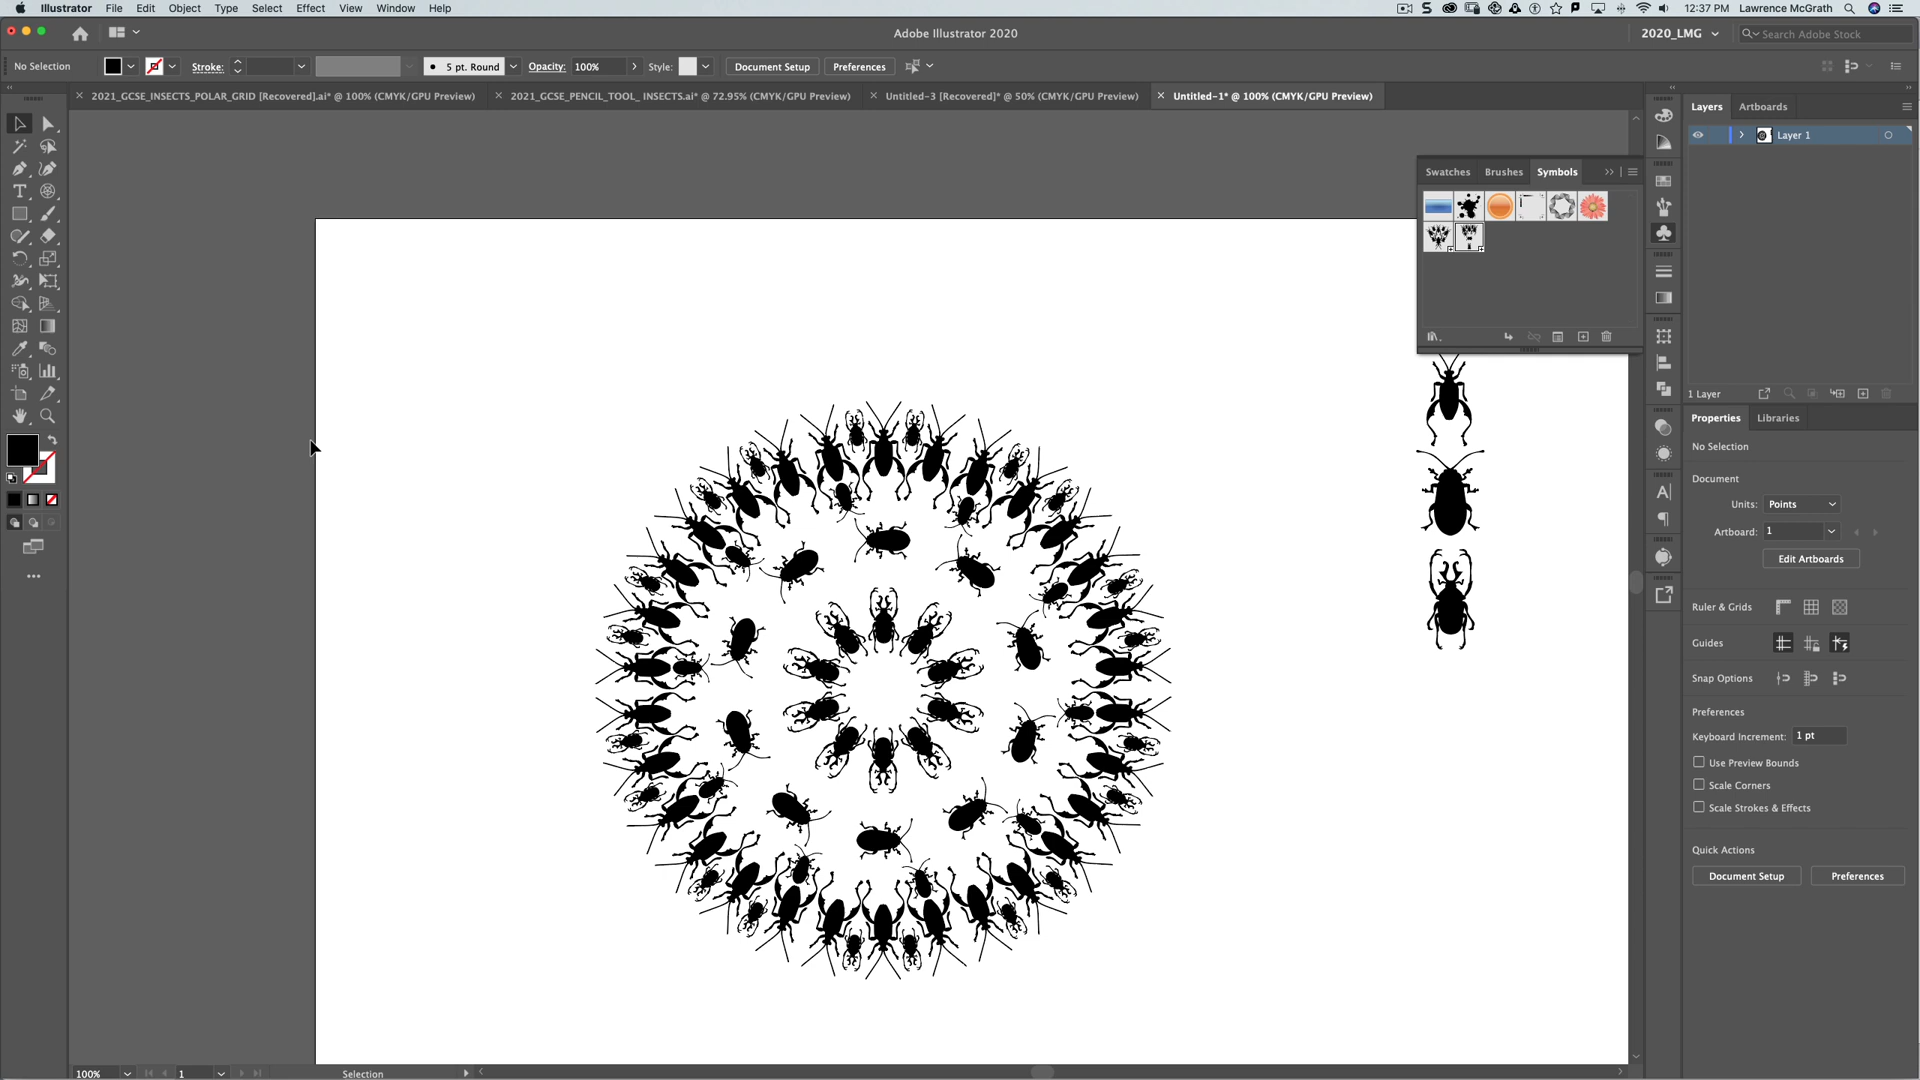 Illustrator File Edit Object Type Select Effect View Window Help 12:37 PM Lawrence McGrath
Adobe Illustrator 2020 2020_LMG Search Adobe Stock
No Selection Stroke: 5 pt. Round Opacity: 100% Style: Document Setup Preferences
2021_GCSE_INSECTS_POLAR_GRID [Recovered].ai* @ 100% (CMYK/GPU Preview) 2021_GCSE_PENCIL_TOOL_ INSECTS.ai* @ 72.95% (CMYK/GPU Preview) Untitled-3 [Recovered]* @ 50% (CMYK/GPU Preview) Untitled-1* @ 100% (CMYK/GPU Preview)
Layers Artboards
Layer 1
Swatches Brushes Symbols
1 Layer
Properties Libraries
No Selection
Document
Units: Points
Artboard: 1
Edit Artboards
Ruler & Grids
Guides
Snap Options
Preferences
Keyboard Increment: 1 pt
Use Preview Bounds
Scale Corners
Scale Strokes & Effects
Quick Actions
Document Setup Preferences
100% 1 Selection